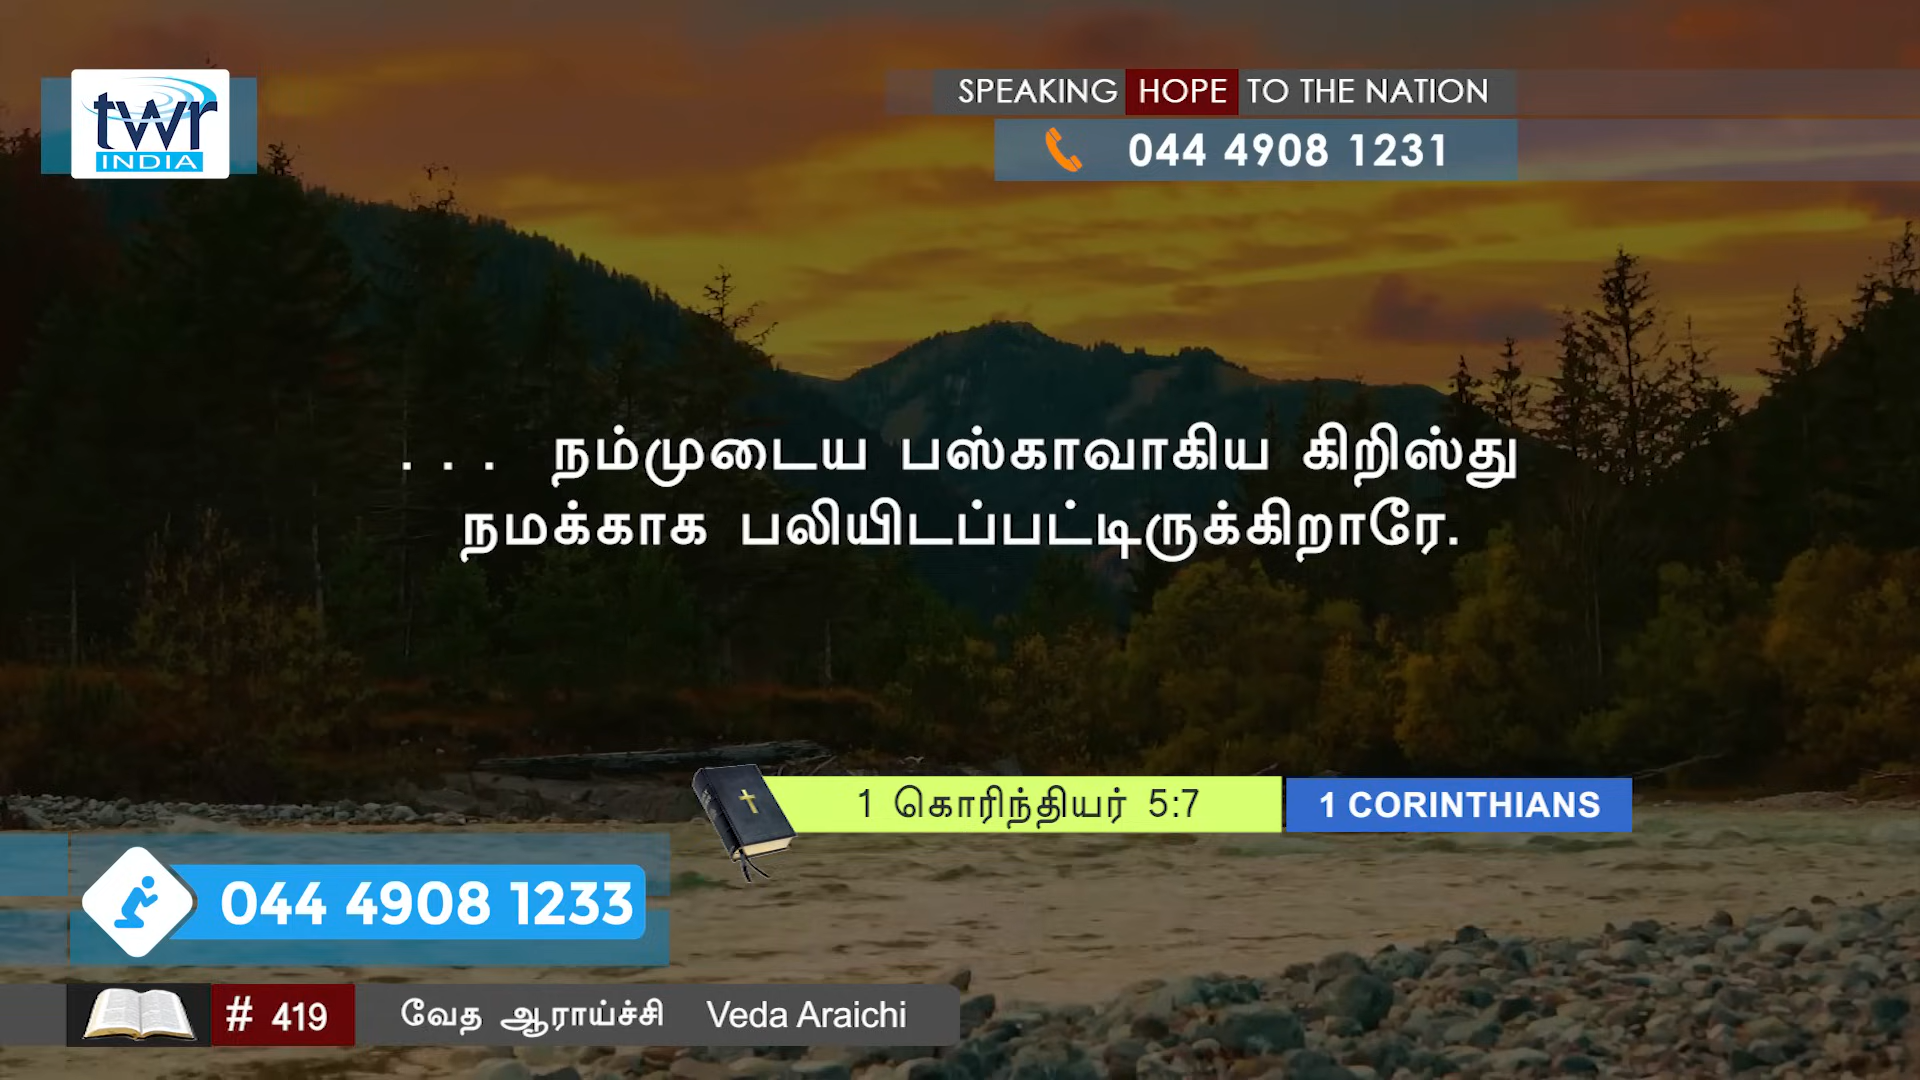 twr
INDIA
SPEAKING HOPE TO THE NATION
044 4908 1231
. . . நம்முடைய பஸ்காவாகிய கிறிஸ்து
நமக்காக பலியிடப்பட்டிருக்கிறாரே.
1 கொரிந்தியர் 5:7 1 CORINTHIANS
044 4908 1233
# 419 வேத ஆராய்ச்சி Veda Araichi